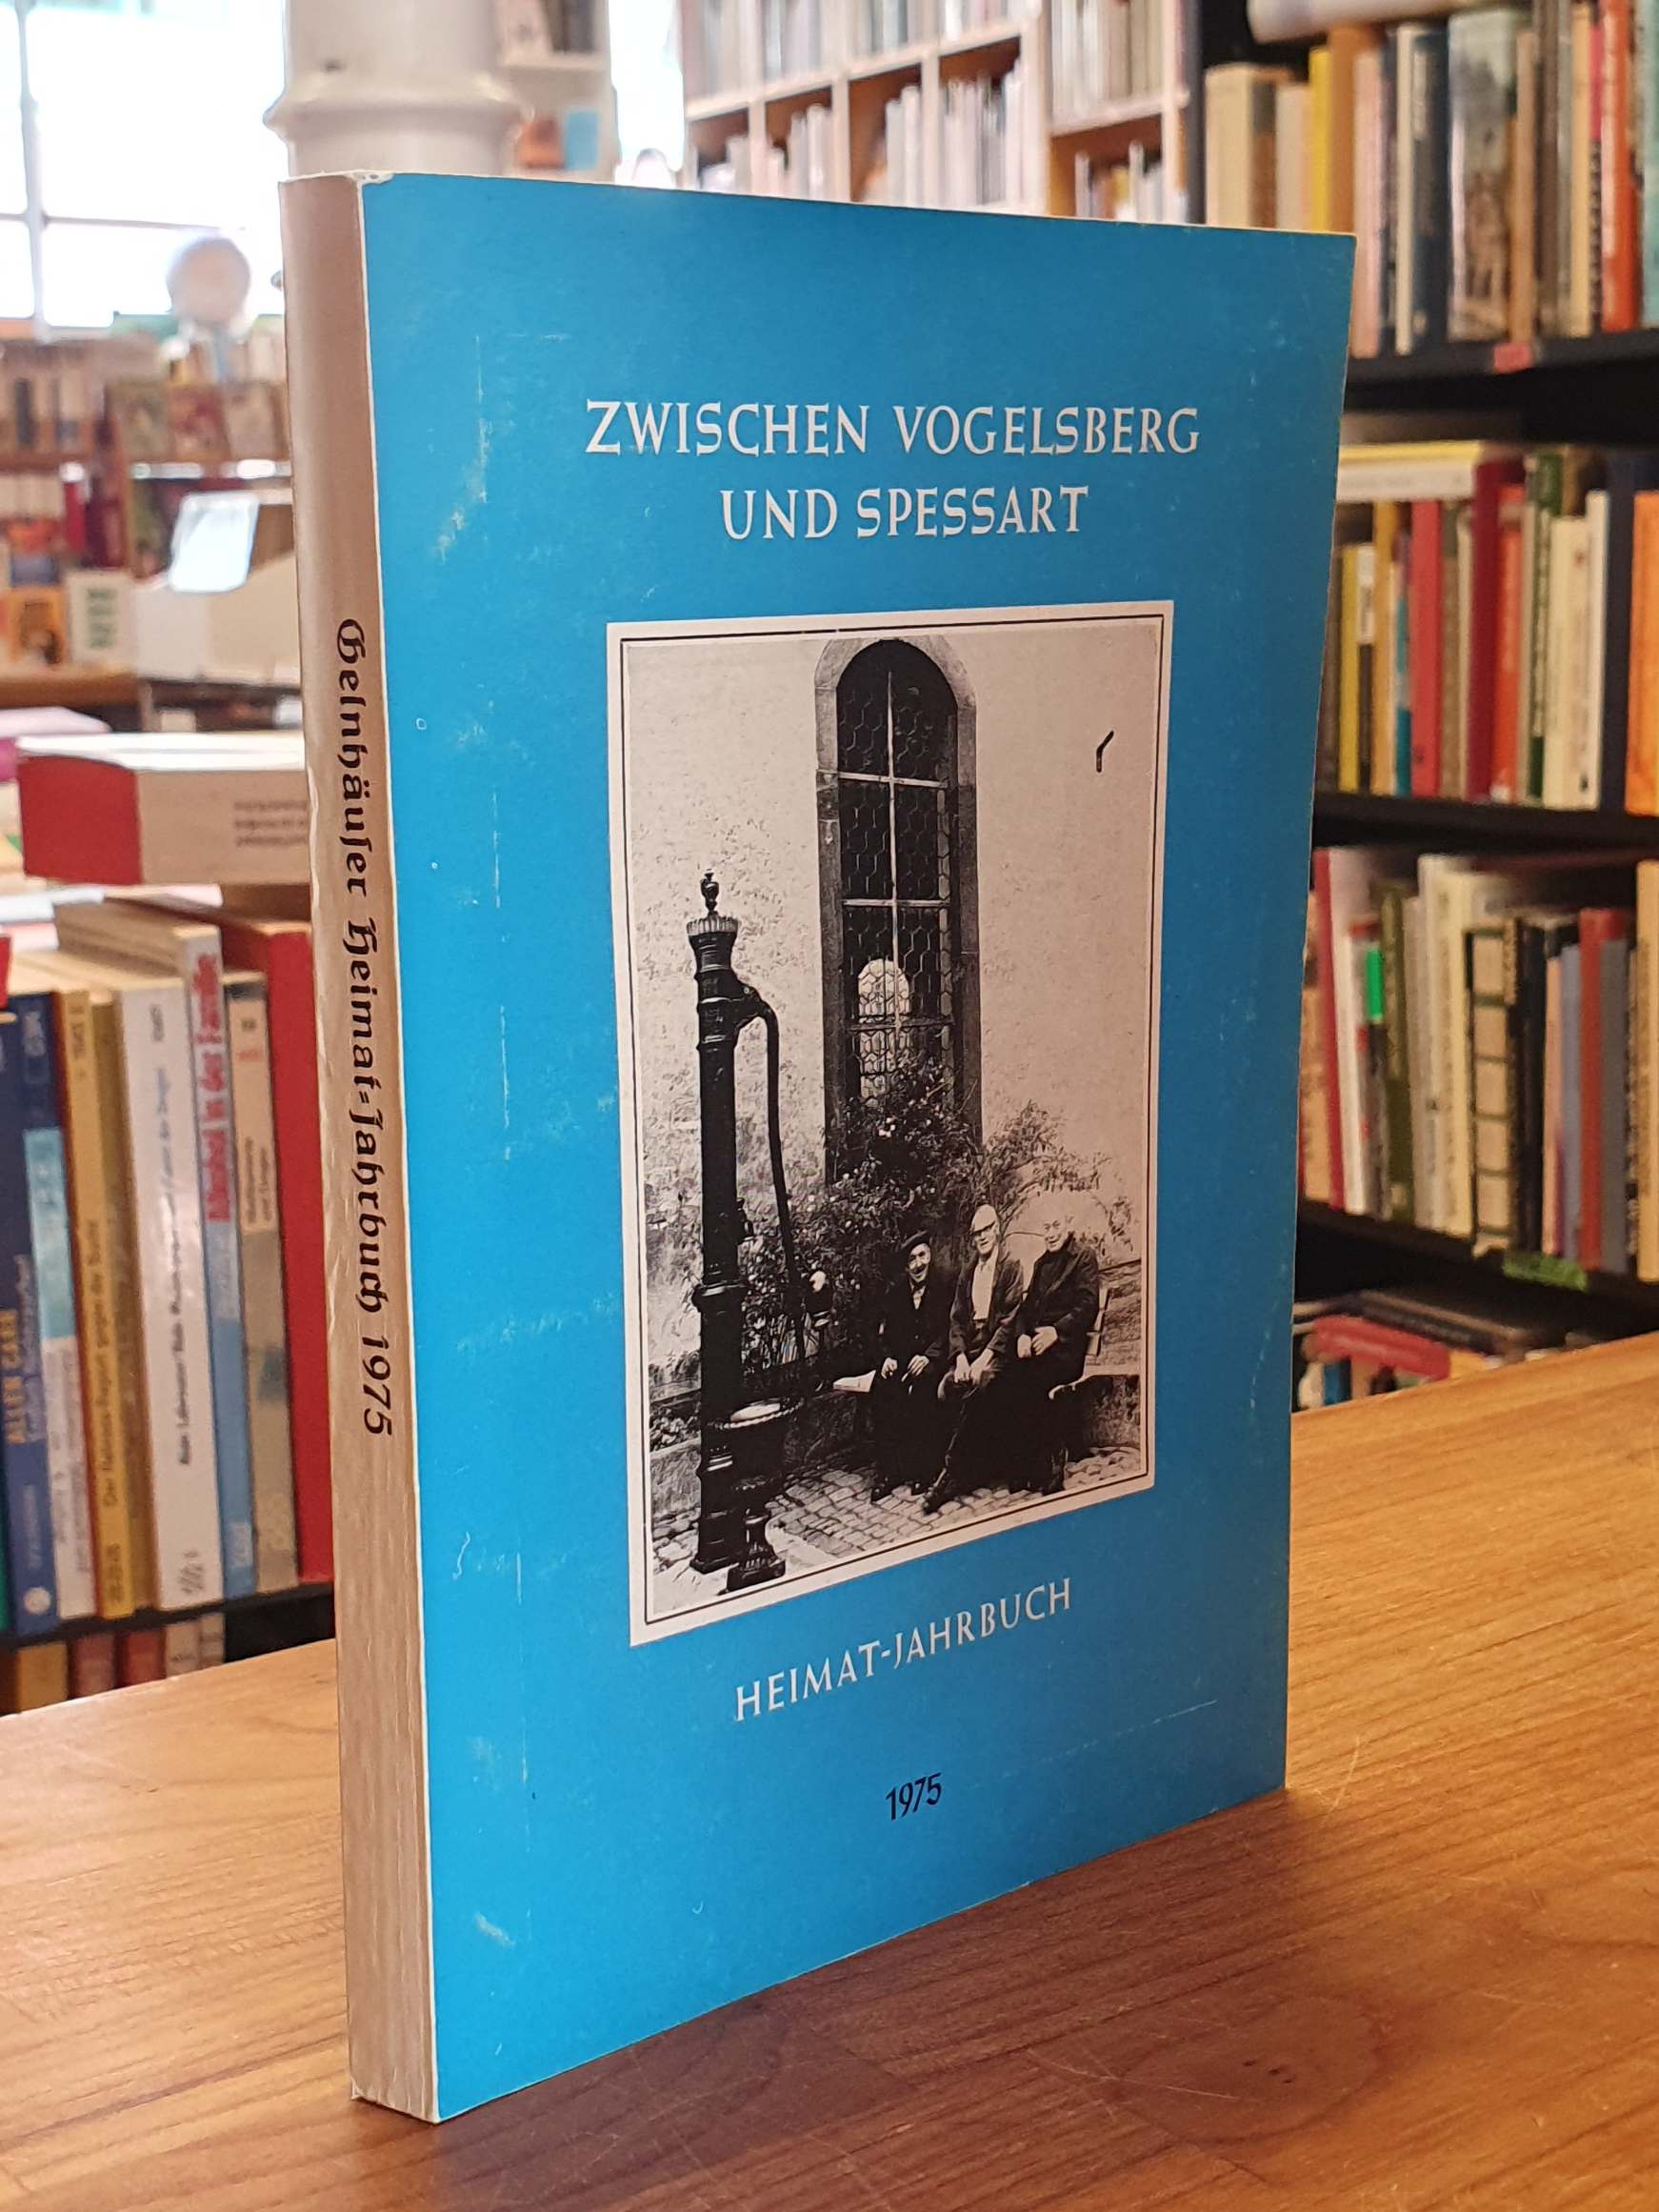 ZWISCHEN VOGELSBERG
UND SPESSART
HEIMAT-JAHRBUCH
1975
Gelnhäuſer Heimat=Jahrbuch 1975